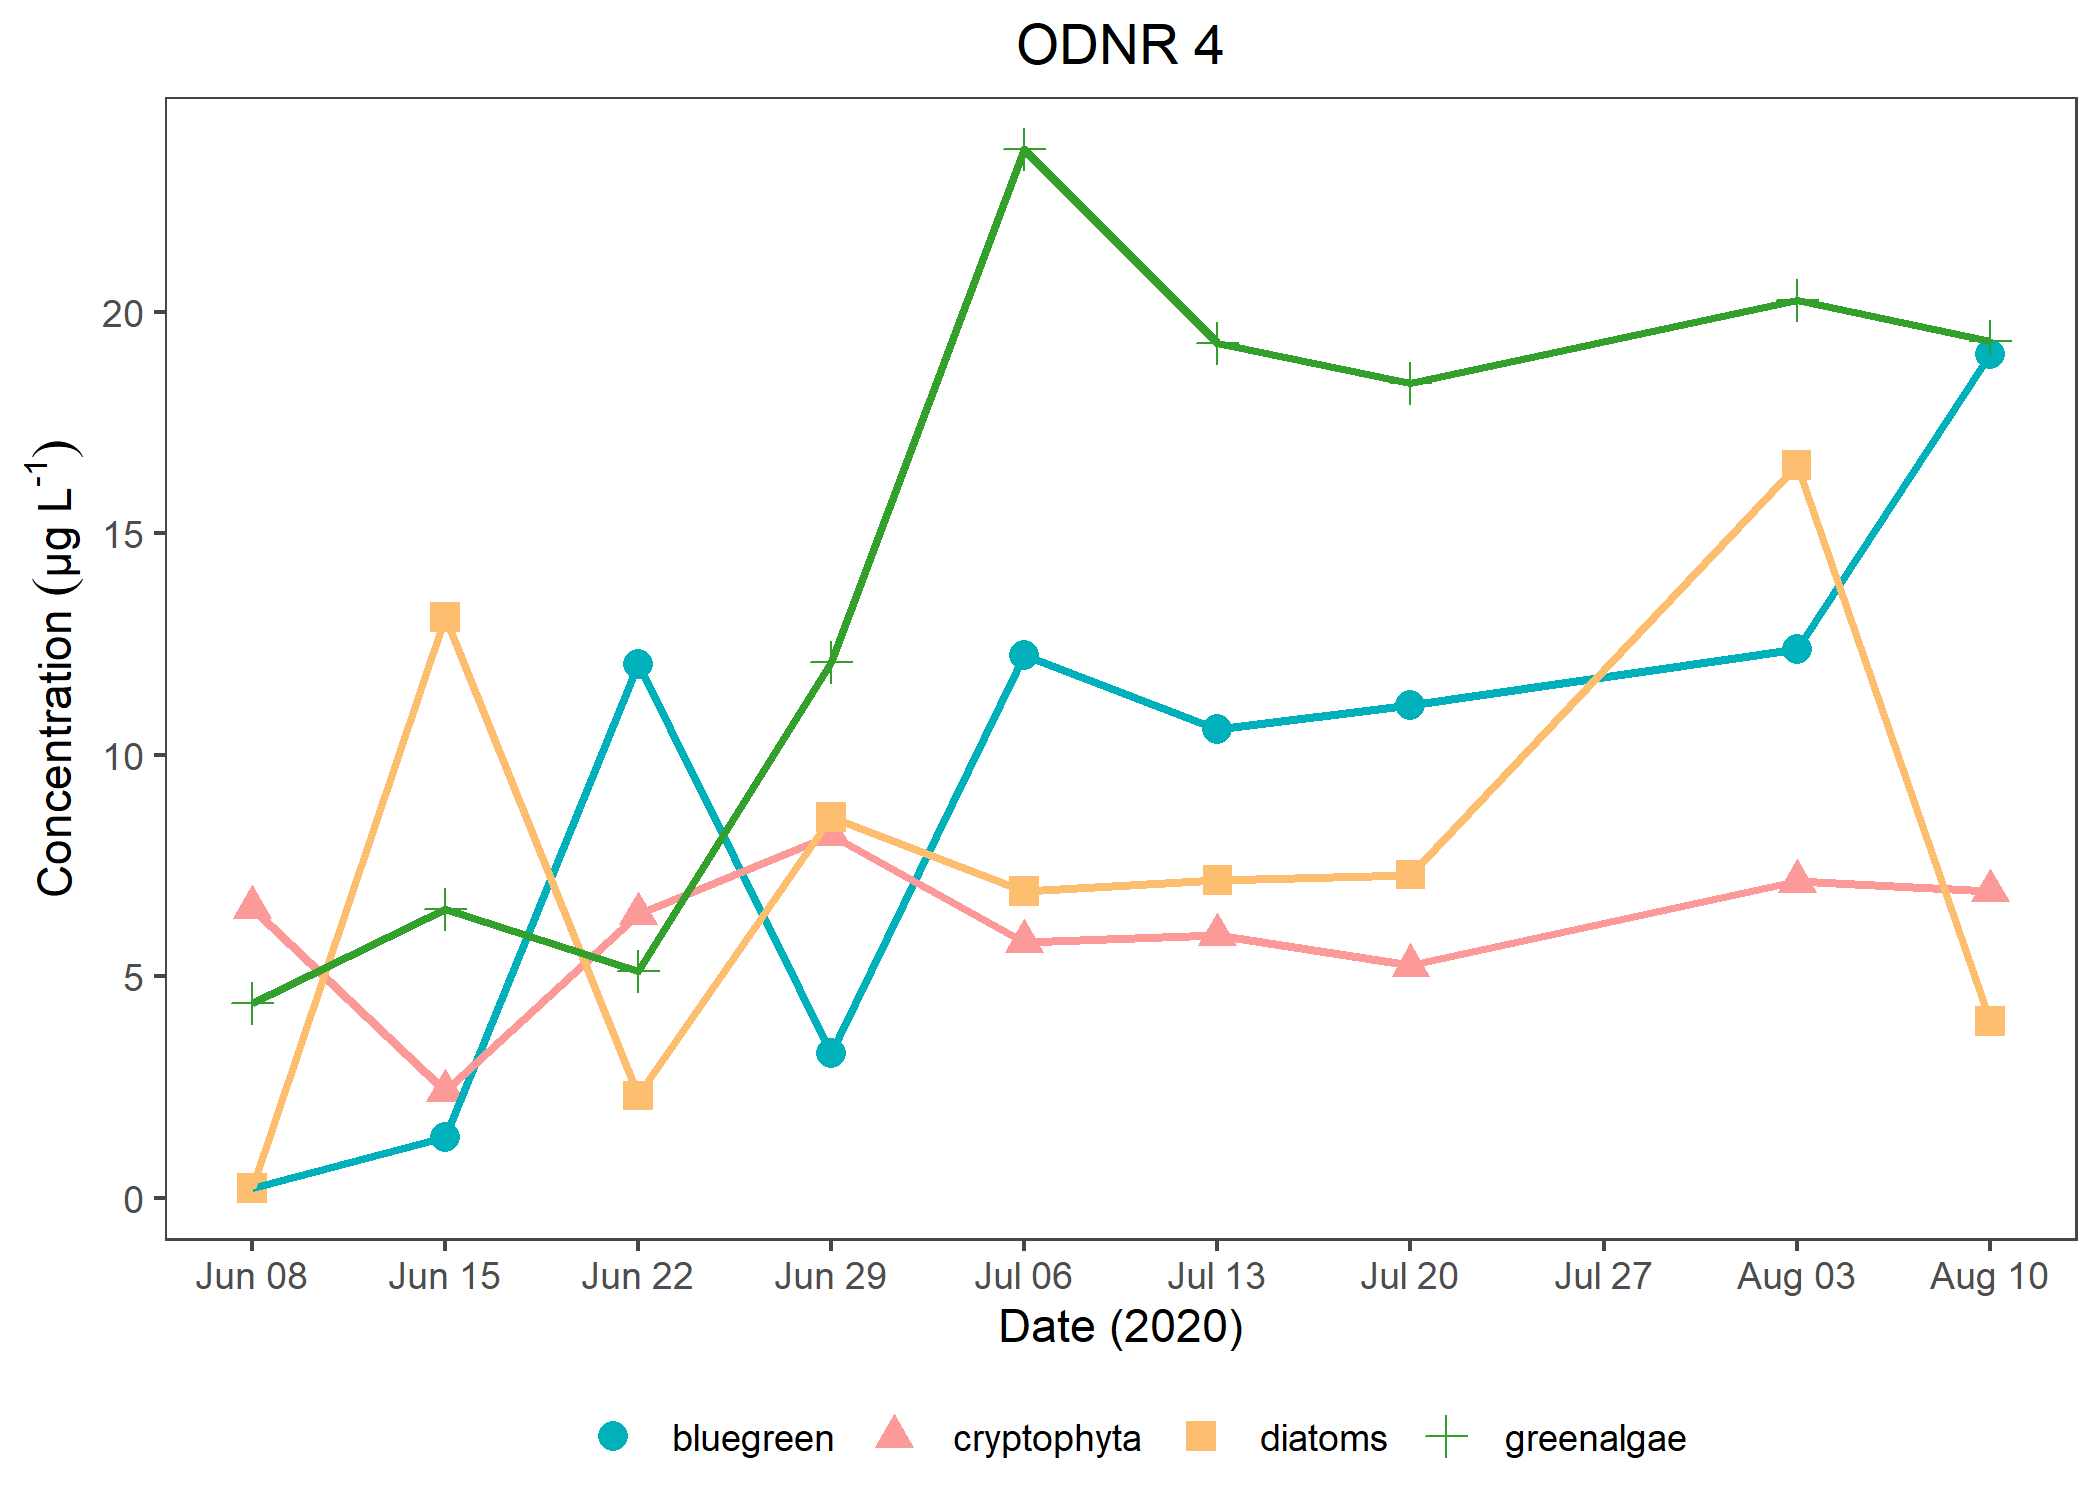 ODNR 4
Concentration (µg L⁻¹)
20
15
10
5
0
Jun 08 Jun 15 Jun 22 Jun 29 Jul 06 Jul 13 Jul 20 Jul 27 Aug 03 Aug 10
Date (2020)
bluegreen cryptophyta diatoms greenalgae